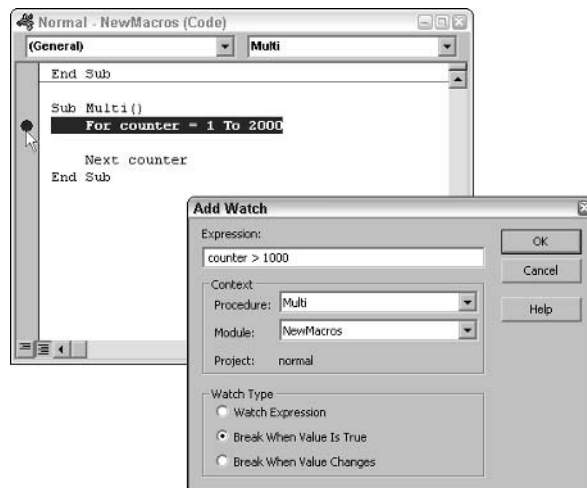 Normal - NewMacros (Code)
(General) Multi
End Sub
Sub Multi()
For counter = 1 To 2000
Next counter
End Sub
Add Watch
Expression:
counter > 1000
OK
Cancel
Help
Context
Procedure: Multi
Module: NewMacros
Project: normal
Watch Type
Watch Expression
Break When Value Is True
Break When Value Changes